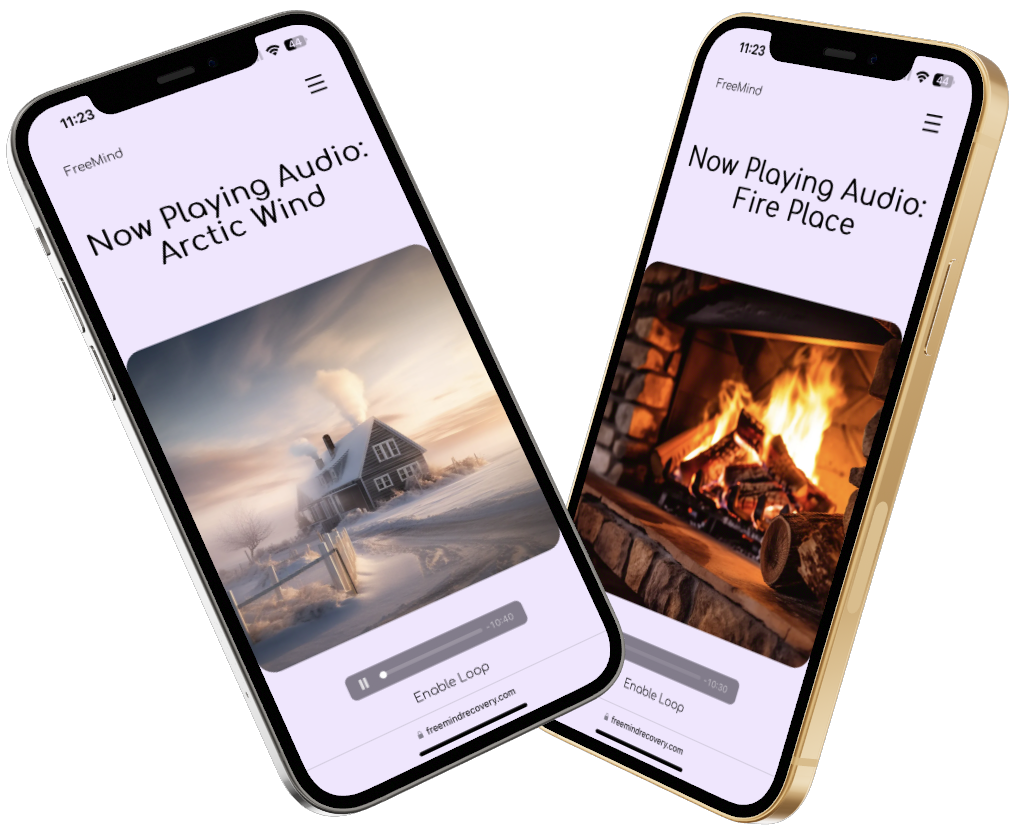 11:23
44
FreeMind
Now Playing Audio:
Arctic Wind
-10:40
Enable Loop
freemindrecovery.com
11:23
44
FreeMind
Now Playing Audio:
Fire Place
-10:30
Enable Loop
freemindrecovery.com